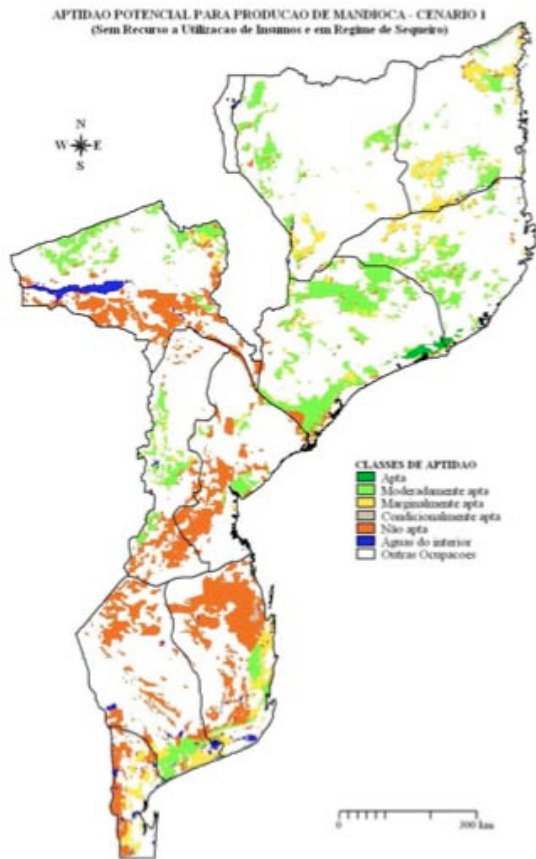 APTIDAO POTENCIAL PARA PRODUCAO DE MANDIOCA - CENARIO 1
(Sem Recurso a Utilizacao de Insumos e em Regime de Sequeiro)
N
W E
S
CLASSES DE APTIDAO
Apta
Moderadamente apta
Marginalmente apta
Condicionalmente apta
Não apta
Aguas do interior
Outras Ocupacoes
0 300 km